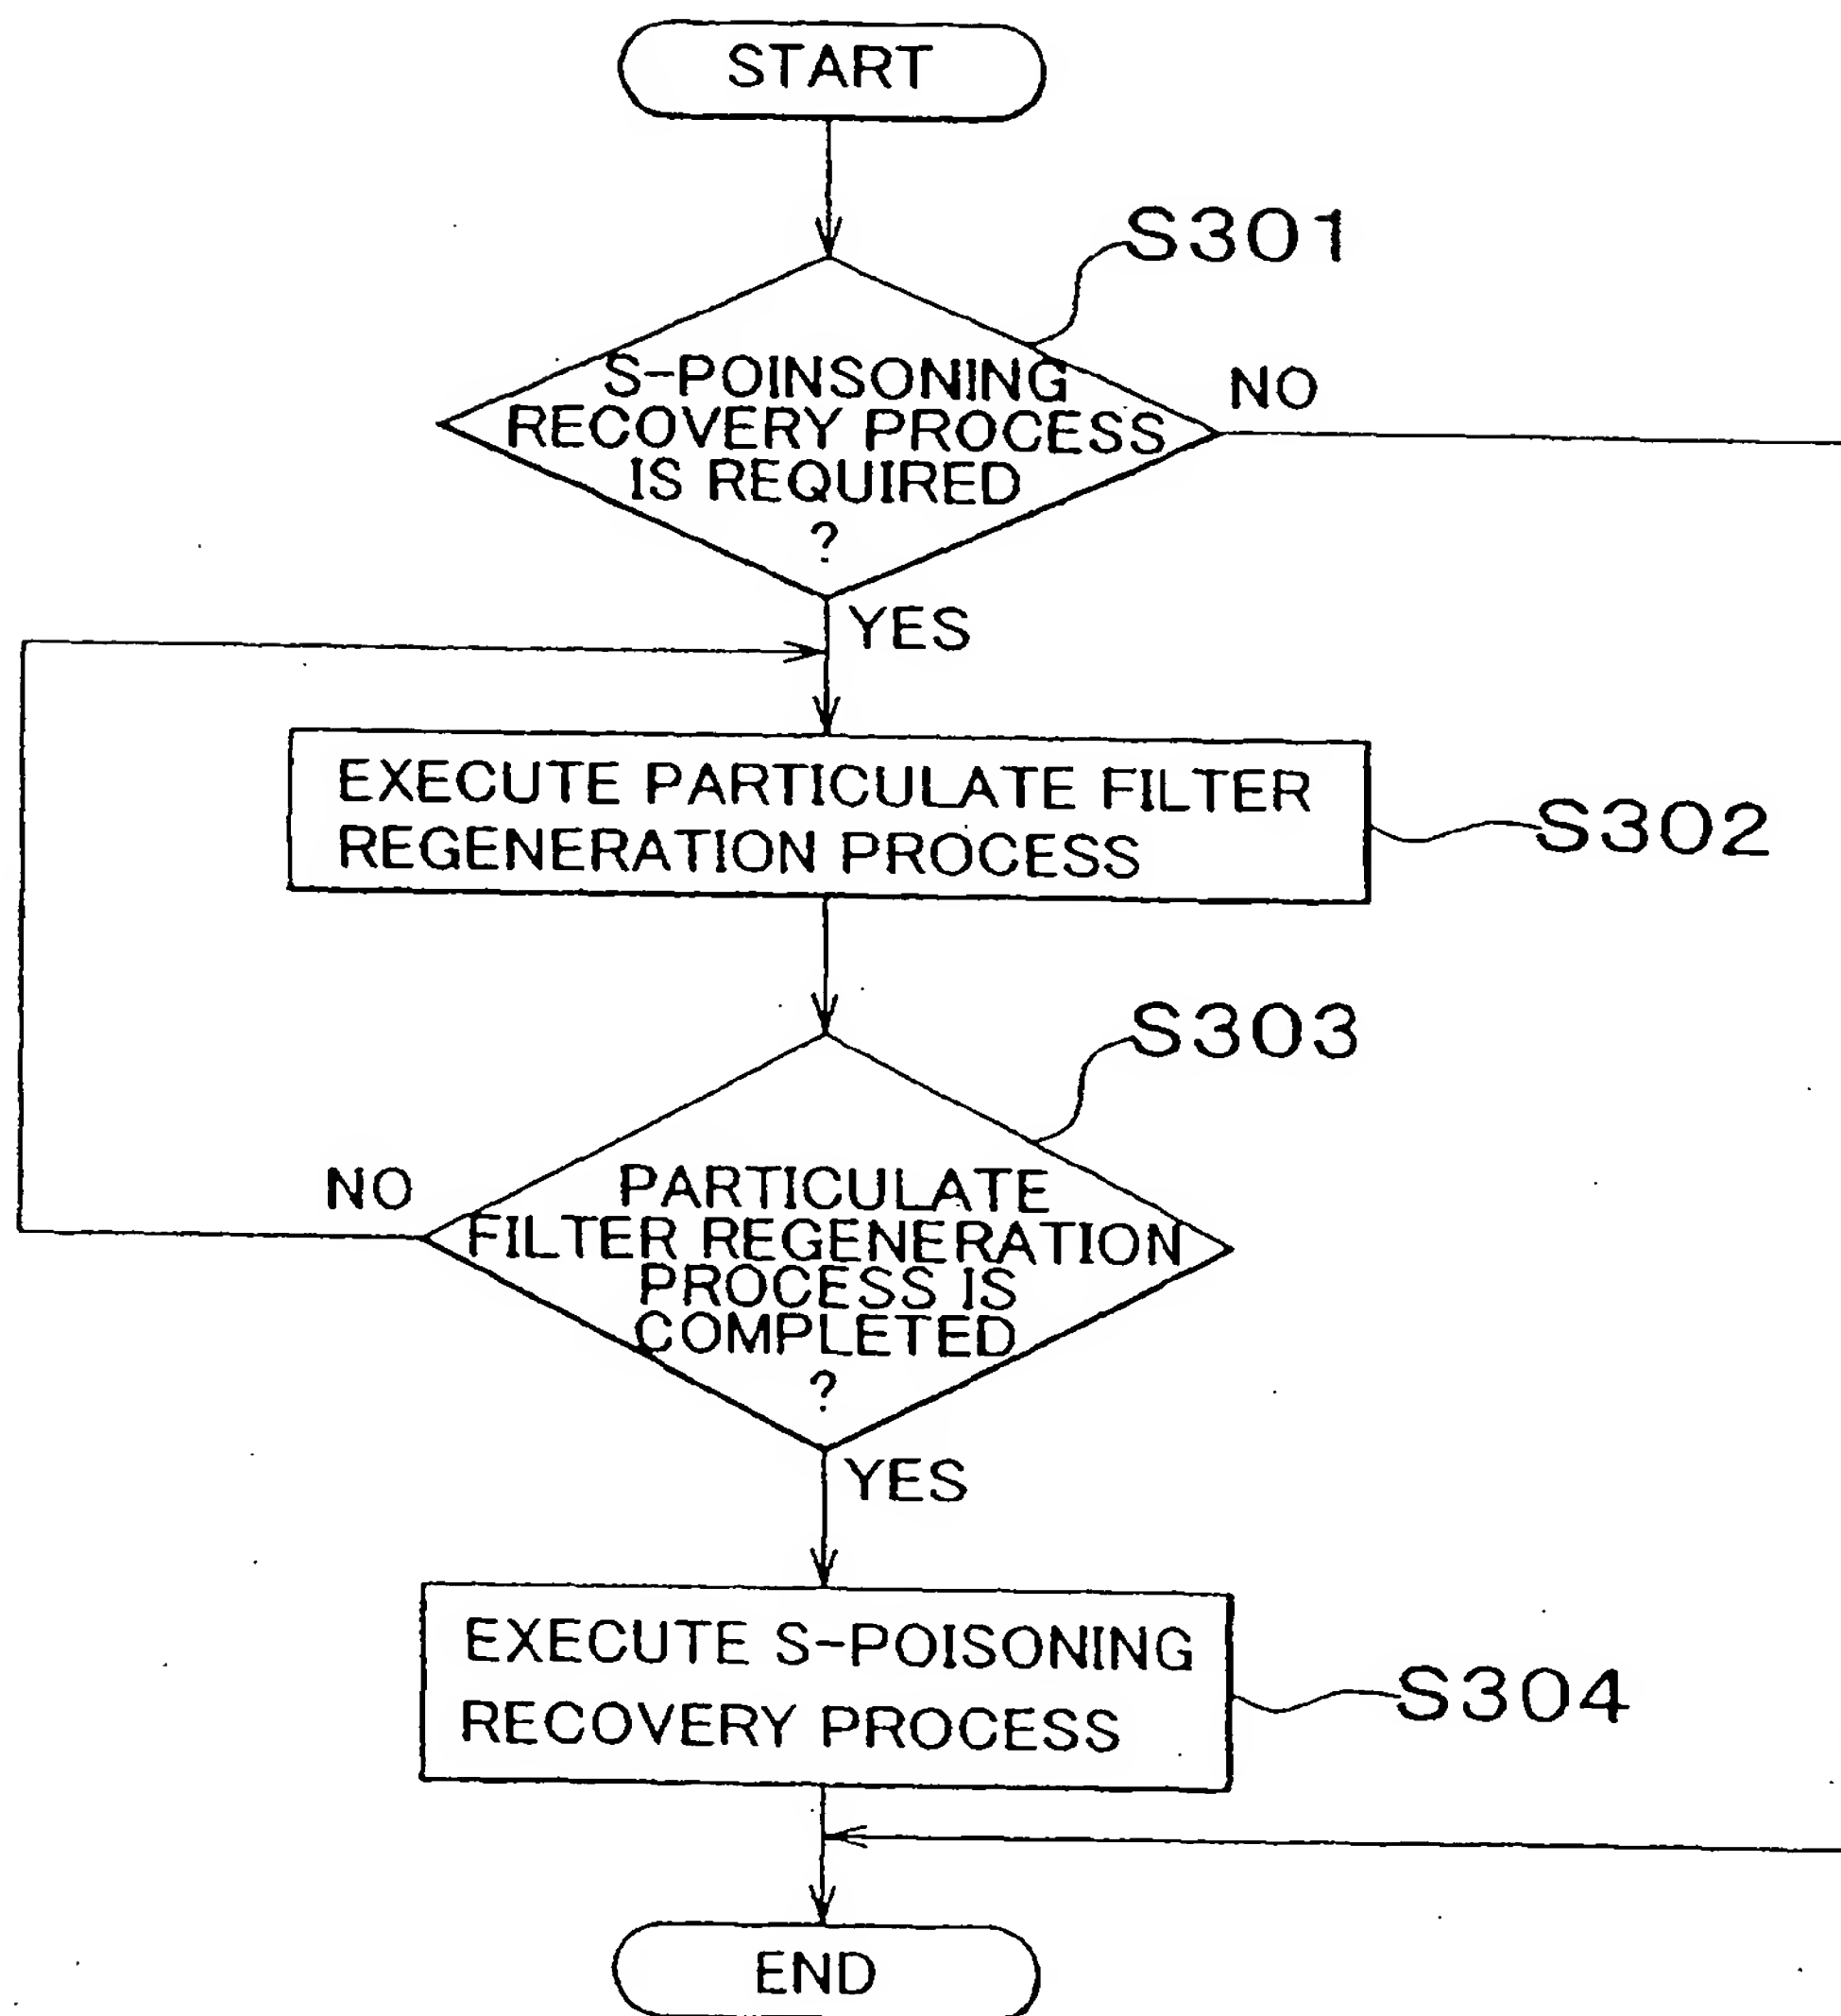 START
S301
S-POINSONING
RECOVERY PROCESS
IS REQUIRED
?
NO
YES
EXECUTE PARTICULATE FILTER
REGENERATION PROCESS
S302
S303
PARTICULATE
FILTER REGENERATION
PROCESS IS
COMPLETED
?
NO
YES
EXECUTE S-POISONING
RECOVERY PROCESS
S304
END